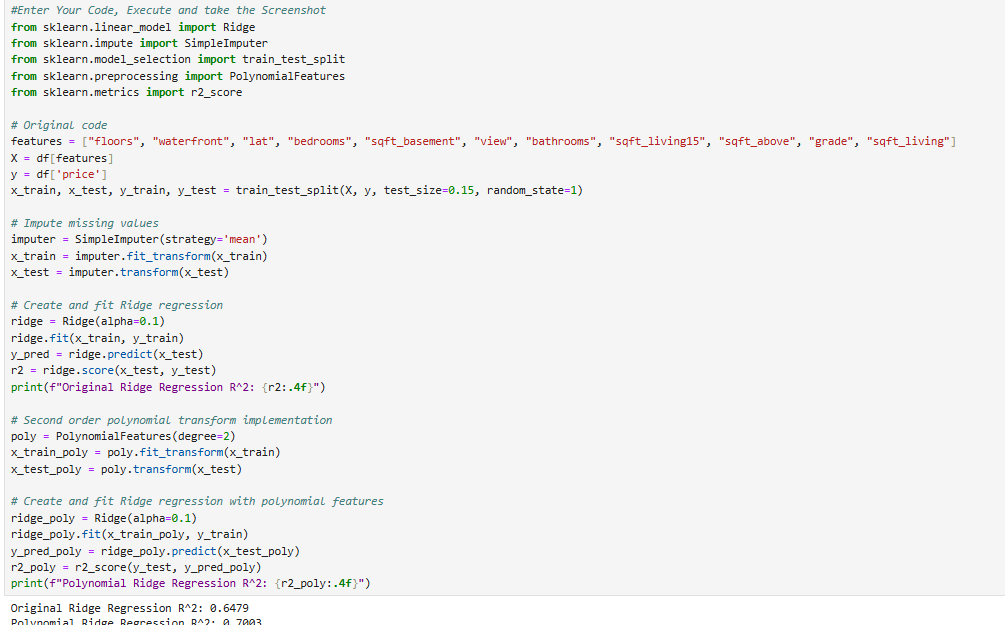 #Enter Your Code, Execute and take the Screenshot
from sklearn.linear_model import Ridge
from sklearn.impute import SimpleImputer
from sklearn.model_selection import train_test_split
from sklearn.preprocessing import PolynomialFeatures
from sklearn.metrics import r2_score

# Original code
features = ["floors", "waterfront", "lat", "bedrooms", "sqft_basement", "view", "bathrooms", "sqft_living15", "sqft_above", "grade", "sqft_living"]
X = df[features]
y = df['price']
x_train, x_test, y_train, y_test = train_test_split(X, y, test_size=0.15, random_state=1)

# Impute missing values
imputer = SimpleImputer(strategy='mean')
x_train = imputer.fit_transform(x_train)
x_test = imputer.transform(x_test)

# Create and fit Ridge regression
ridge = Ridge(alpha=0.1)
ridge.fit(x_train, y_train)
y_pred = ridge.predict(x_test)
r2 = ridge.score(x_test, y_test)
print(f"Original Ridge Regression R^2: {r2:.4f}")

# Second order polynomial transform implementation
poly = PolynomialFeatures(degree=2)
x_train_poly = poly.fit_transform(x_train)
x_test_poly = poly.transform(x_test)

# Create and fit Ridge regression with polynomial features
ridge_poly = Ridge(alpha=0.1)
ridge_poly.fit(x_train_poly, y_train)
y_pred_poly = ridge_poly.predict(x_test_poly)
r2_poly = r2_score(y_test, y_pred_poly)
print(f"Polynomial Ridge Regression R^2: {r2_poly:.4f}")
Original Ridge Regression R^2: 0.6479
Polynomial Ridge Regression R^2: 0.7003